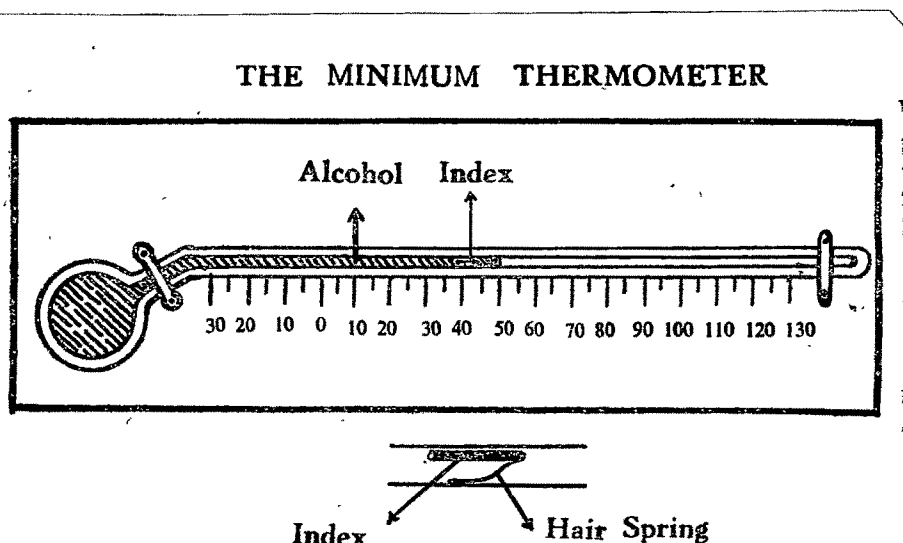 THE MINIMUM THERMOMETER
Alcohol Index
30 20 10 0 10 20 30 40 50 60 70 80 90 100 110 120 130
Index Hair Spring